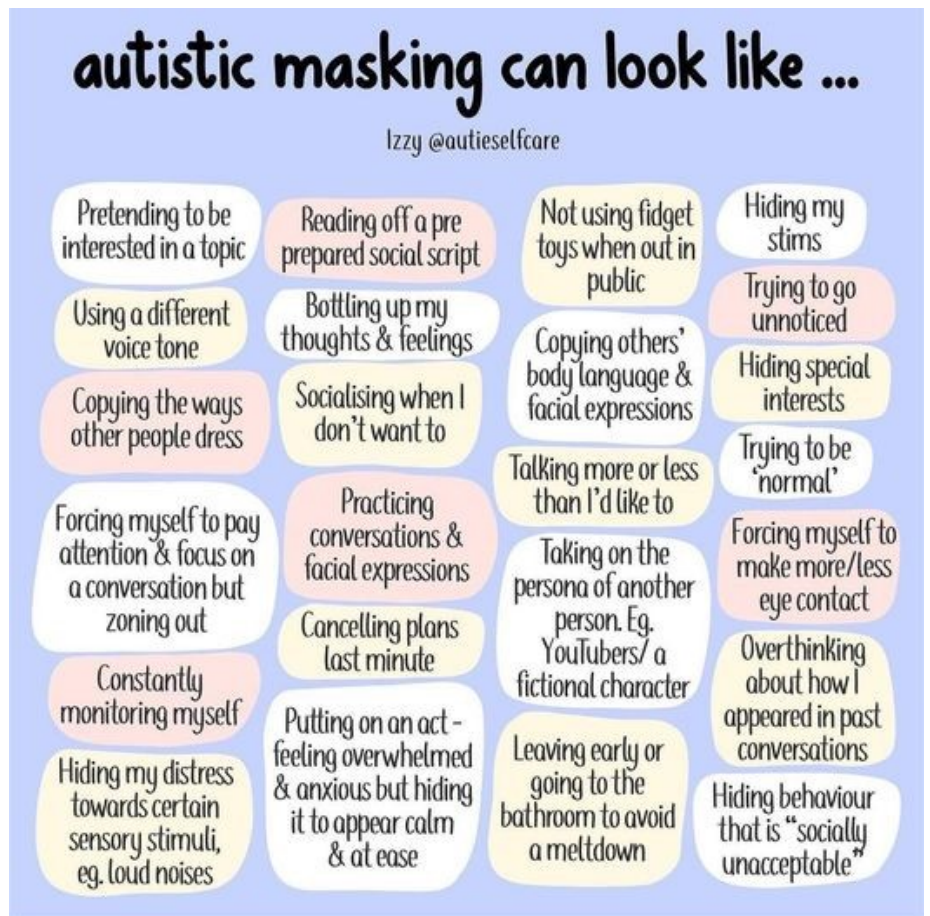 autistic masking can look like ...
Izzy @autieselfcare
Pretending to be
interested in a topic
Using a different
voice tone
Copying the ways
other people dress
Forcing myself to pay
attention & focus on
a conversation but
zoning out
Constantly
monitoring myself
Hiding my distress
towards certain
sensory stimuli,
eg. loud noises
Reading off a pre
prepared social script
Bottling up my
thoughts & feelings
Socialising when I
don't want to
Practicing
conversations &
facial expressions
Cancelling plans
last minute
Putting on an act -
feeling overwhelmed
& anxious but hiding
it to appear calm
& at ease
Not using fidget
toys when out in
public
Copying others'
body language &
facial expressions
Talking more or less
than I'd like to
Taking on the
persona of another
person. Eg.
YouTubers/ a
fictional character
Leaving early or
going to the
bathroom to avoid
a meltdown
Hiding my
stims
Trying to go
unnoticed
Hiding special
interests
Trying to be
'normal'
Forcing myself to
make more/less
eye contact
Overthinking
about how I
appeared in past
conversations
Hiding behaviour
that is "socially
unacceptable"